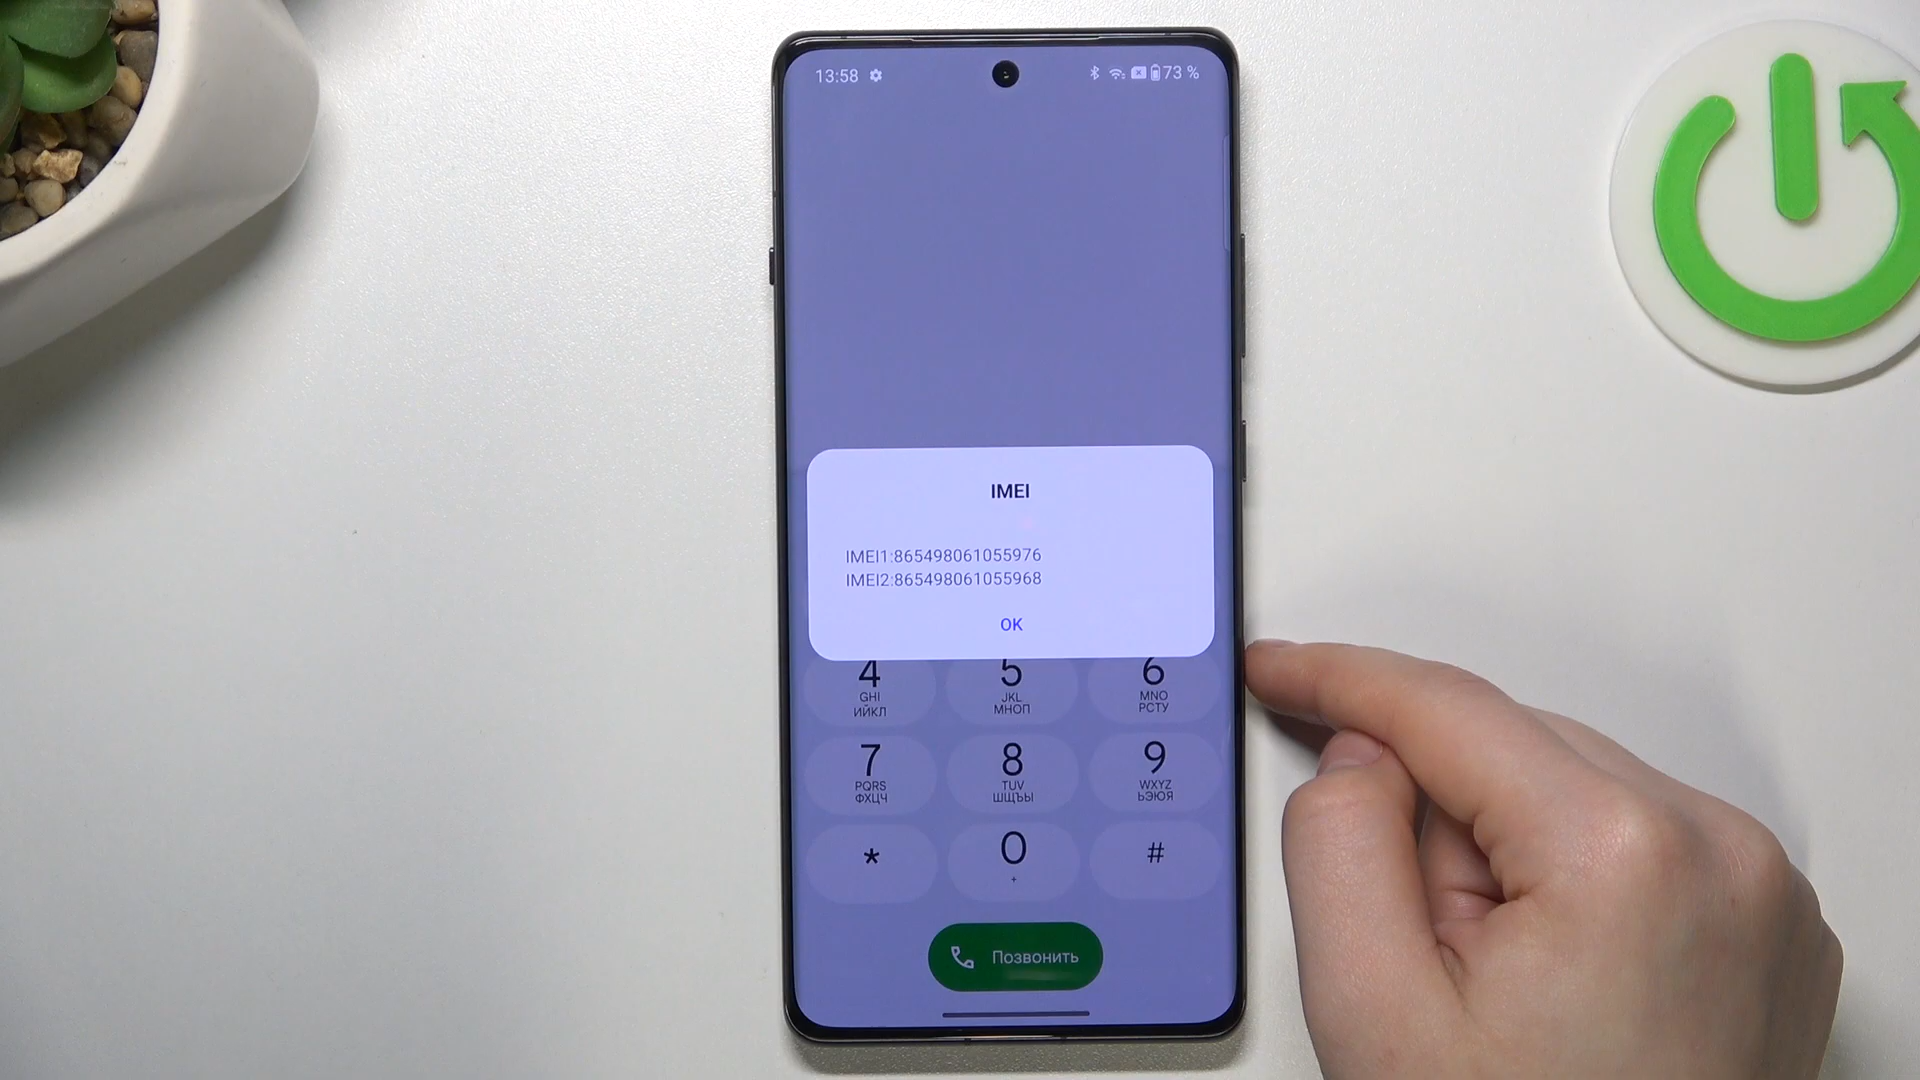 13:58 73 %
IMEI
IMEI1:865498061055976
IMEI2:865498061055968
OK
4 5 6
GHI JKL MNO
ИЙКЛ МНОП РСТУ
7 8 9
PQRS TUV WXYZ
ФХЦЧ ШЩЪЫ ЬЭЮЯ
* 0 #
+
Позвонить